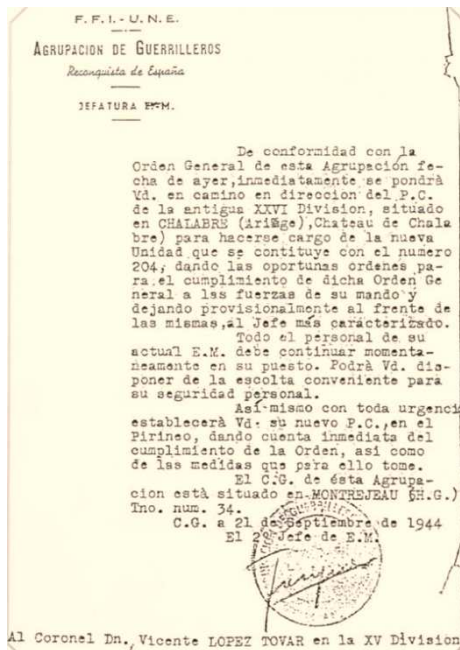 F.F.I.-U.N.E.
AGRUPACION DE GUERRILLEROS
Reconquista de España
JEFATURA E.M.
De conformidad con la
Orden General de esta Agrupación fe-
cha de ayer,inmediatamente se pondrà
Vd. en camino en direccion del P.C.
de la antigua XXVI Division, situado
en CHALABRE (Ariège),Chateau de Chala
bre) para hacerse cargo de la nueva
Unidad que se contituye con el numero
204, dando las oportunas ordenes pa-
ra el cumplimiento de dicha Orden Ge
neral a las fuerzas de su mando y
dejando provisionalmente al frente de
las mismas,al Jefe más caracterizado.
Todo el personal de su
actual E.M. debe continuar momenta-
neamente en su puesto. Podrà Vd. dis-
poner de la escolta conveniente para
su seguridad personal.
Asi-mismo con toda urgencia
establecerà Vd. su nuevo P.C.,en el
Pirineo, dando cuenta inmediata del
cumplimiento de la Orden, asi como
de las medidas que para ello tome.
El C.G. de ésta Agrupa-
cion està situado en MONTREJEAU (H.G.)
Tno. num. 34.
C.G. a 21 de Septiembre de 1944
El 2º Jefe de E.M.
Al Coronel Dn., Vicente LOPEZ TOVAR en la XV Division